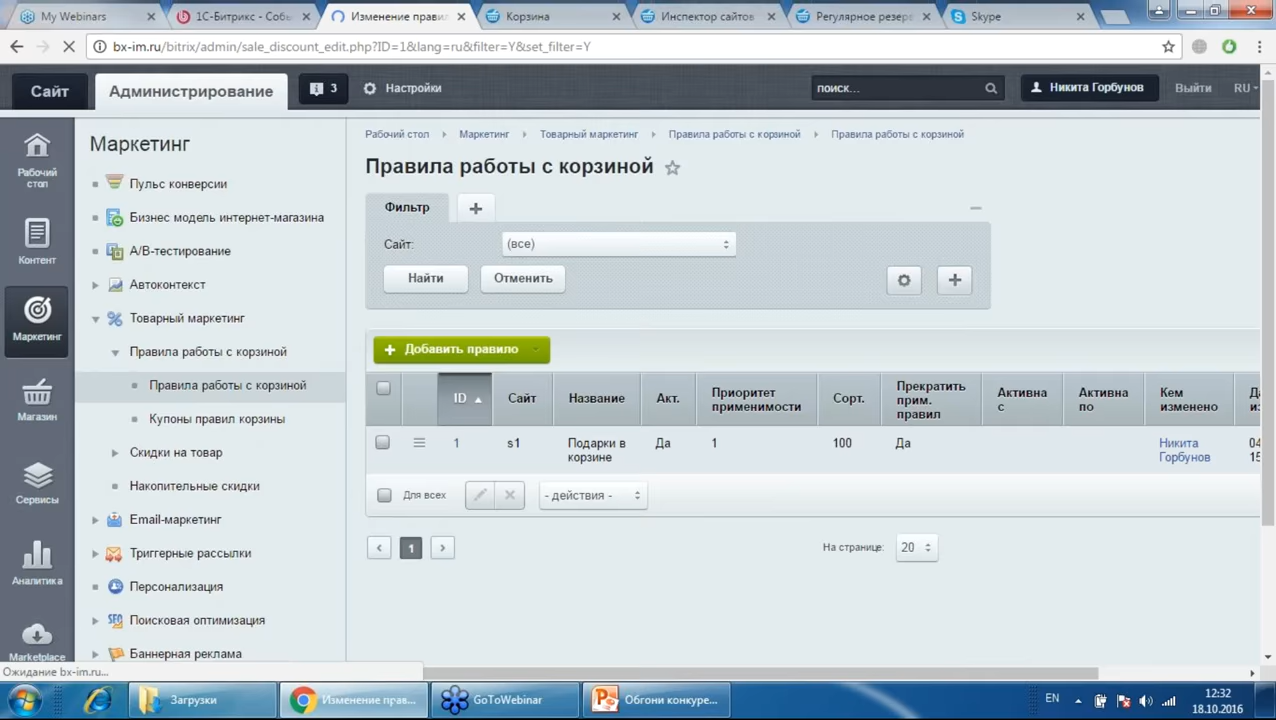 My Webinars
1С-Битрикс - Собы
Изменение прави
Корзина
Инспектор сайтов
Регулярное резерв
Skype
bx-im.ru/bitrix/admin/sale_discount_edit.php?ID=1&lang=ru&filter=Y&set_filter=Y
Сайт
Администрирование
3
Настройки
поиск...
Никита Горбунов
Выйти
RU
Рабочий стол
Контент
Маркетинг
Магазин
Сервисы
Аналитика
Marketplace
Маркетинг
Пульс конверсии
Бизнес модель интернет-магазина
A/B-тестирование
Автоконтекст
Товарный маркетинг
Правила работы с корзиной
Правила работы с корзиной
Купоны правил корзины
Скидки на товар
Накопительные скидки
Email-маркетинг
Триггерные рассылки
Персонализация
Поисковая оптимизация
Баннерная реклама
Рабочий стол
Маркетинг
Товарный маркетинг
Правила работы с корзиной
Правила работы с корзиной
Правила работы с корзиной
Фильтр
Сайт:
(все)
Найти
Отменить
Добавить правило
ID
Сайт
Название
Акт.
Приоритет применимости
Сорт.
Прекратить прим. правил
Активна с
Активна по
Кем изменено
1
s1
Подарки в корзине
Да
1
100
Да
Никита Горбунов
04
15
Для всех
- действия -
1
На странице:
20
Ожидание bx-im.ru...
Загрузки
Изменение прав...
GoToWebinar
Обгони конкуре...
EN
12:32
18.10.2016